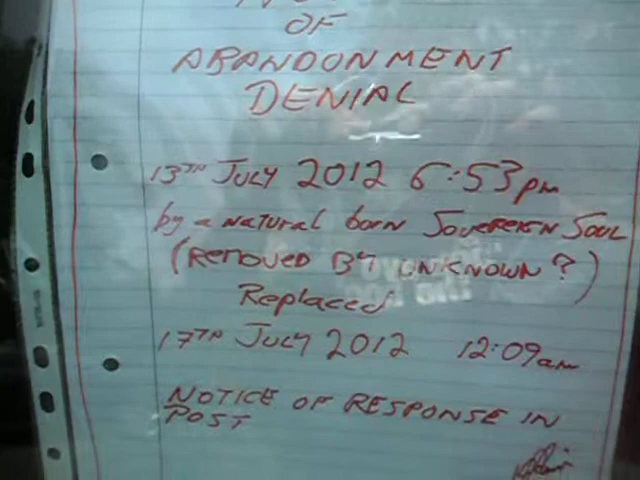 OF
ABANDONMENT
DENIAL
13TH JULY 2012 6:53pm
by a NATURAL born SOVEREIGN SOUL
(REMOVED BY UNKNOWN?)
Replaced
17TH JULY 2012 12:09am
NOTICE OF RESPONSE IN
POST